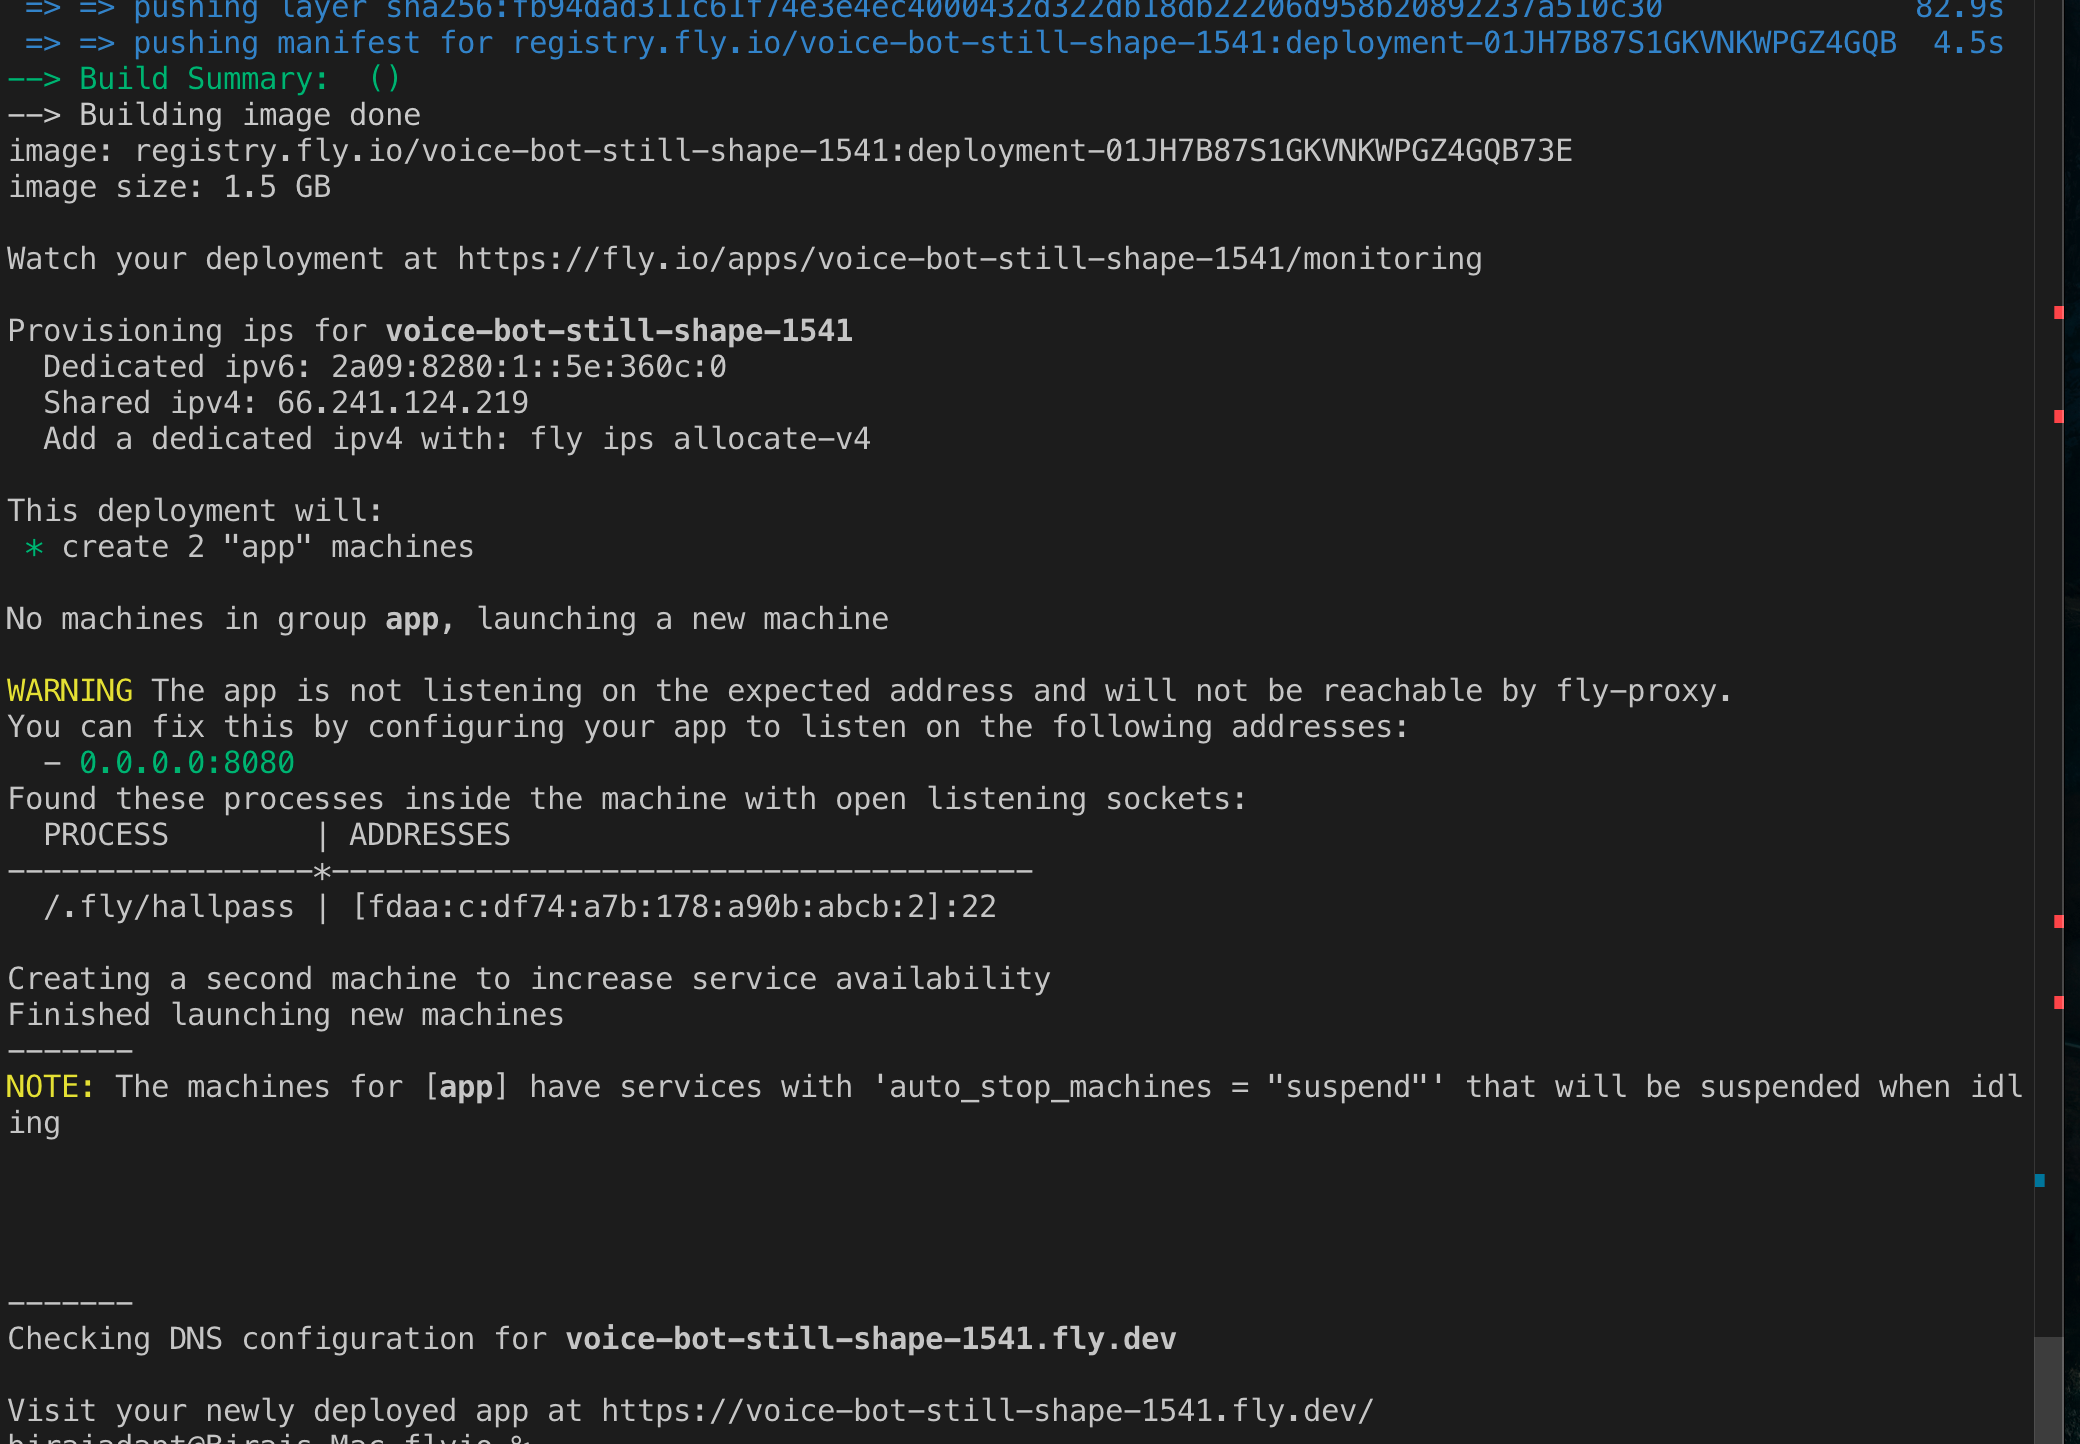 => => pushing layer sha256:fb94dad311c61f74e3e4ec4000432d322db18db22206d958b20892237a510c30 82.9s
=> => pushing manifest for registry.fly.io/voice-bot-still-shape-1541:deployment-01JH7B87S1GKVNKWPGZ4GQB 4.5s
--> Build Summary:  ()
--> Building image done
image: registry.fly.io/voice-bot-still-shape-1541:deployment-01JH7B87S1GKVNKWPGZ4GQB73E
image size: 1.5 GB
Watch your deployment at https://fly.io/apps/voice-bot-still-shape-1541/monitoring
Provisioning ips for voice-bot-still-shape-1541
Dedicated ipv6: 2a09:8280:1::5e:360c:0
Shared ipv4: 66.241.124.219
Add a dedicated ipv4 with: fly ips allocate-v4
This deployment will:
* create 2 "app" machines
No machines in group app, launching a new machine
WARNING The app is not listening on the expected address and will not be reachable by fly-proxy.
You can fix this by configuring your app to listen on the following addresses:
- 0.0.0.0:8080
Found these processes inside the machine with open listening sockets:
PROCESS        | ADDRESSES
-----------------*---------------------------------------
/.fly/hallpass | [fdaa:c:df74:a7b:178:a90b:abcb:2]:22
Creating a second machine to increase service availability
Finished launching new machines
-------
NOTE: The machines for [app] have services with 'auto_stop_machines = "suspend"' that will be suspended when idl
ing
-------
Checking DNS configuration for voice-bot-still-shape-1541.fly.dev
Visit your newly deployed app at https://voice-bot-still-shape-1541.fly.dev/